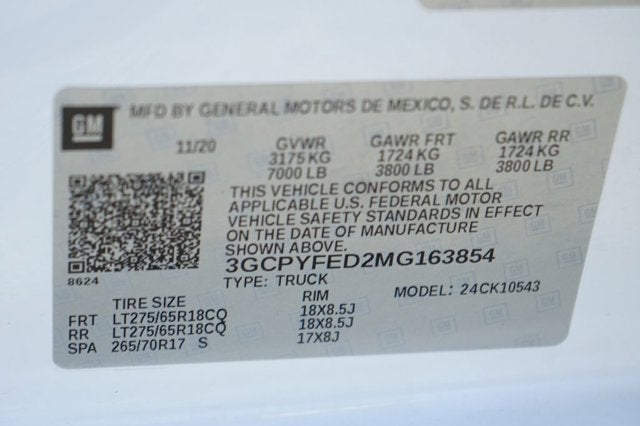 GM
MFD BY GENERAL MOTORS DE MEXICO, S. DE R.L. DE C.V.
11/20 GVWR GAWR FRT GAWR RR
3175 KG 1724 KG 1724 KG
7000 LB 3800 LB 3800 LB
THIS VEHICLE CONFORMS TO ALL
APPLICABLE U.S. FEDERAL MOTOR
VEHICLE SAFETY STANDARDS IN EFFECT
ON THE DATE OF MANUFACTURE
SHOWN ABOVE.
3GCPYFED2MG163854
8624 TYPE: TRUCK MODEL: 24CK10543
TIRE SIZE RIM
FRT LT275/65R18CQ 18X8.5J
RR LT275/65R18CQ 18X8.5J
SPA 265/70R17 S 17X8J